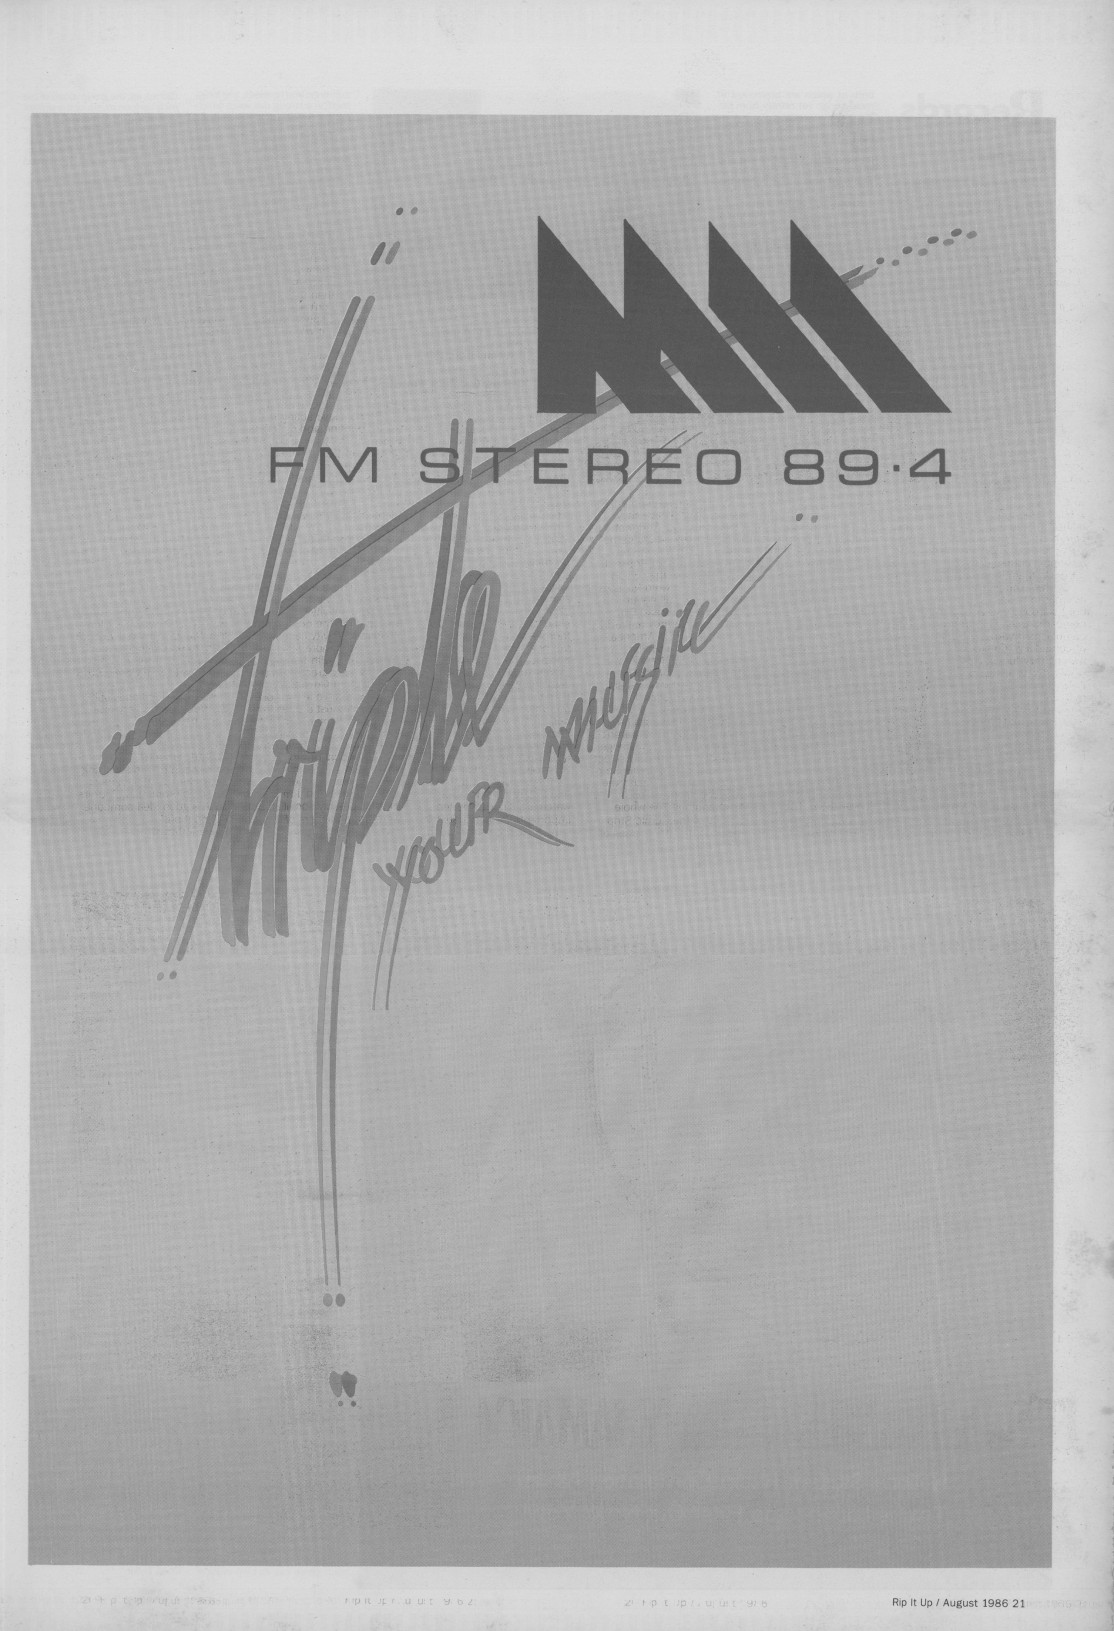 FM STEREO 89·4
Triple
YOUR MUSIC
Rip It Up / August 1986 21